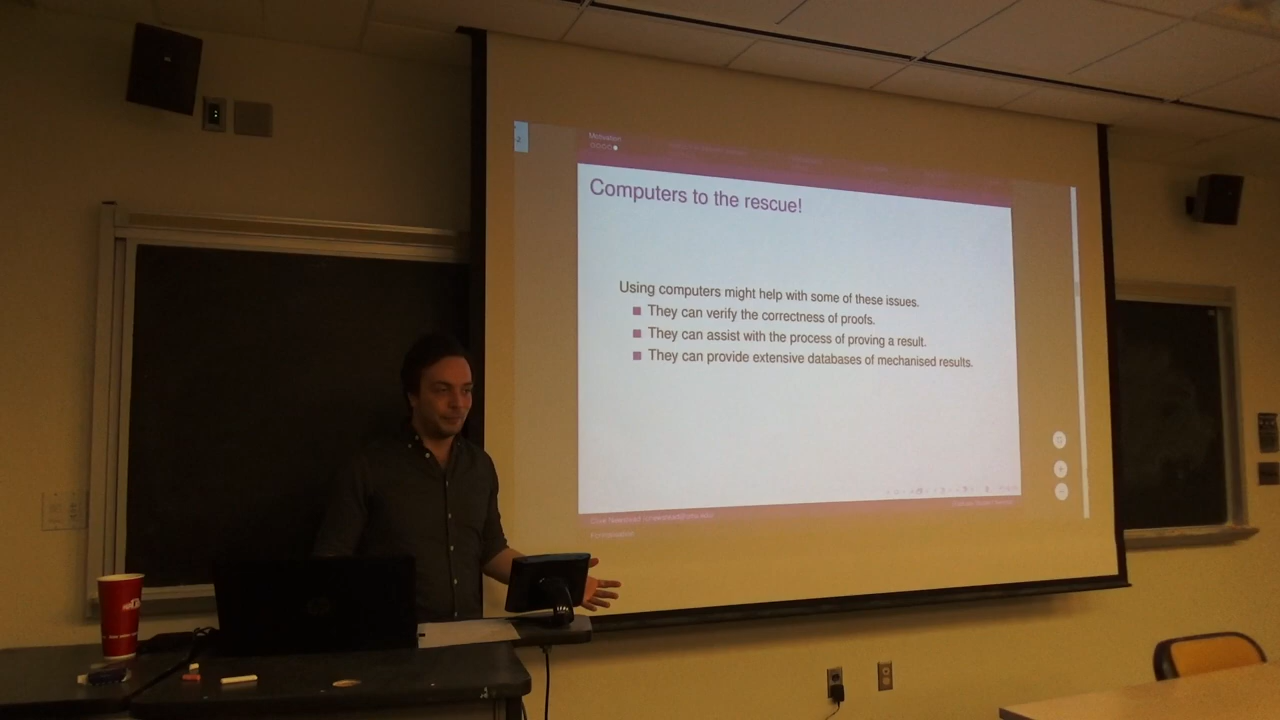 Motivation
Computers to the rescue!
Using computers might help with some of these issues.
They can verify the correctness of proofs.
They can assist with the process of proving a result.
They can provide extensive databases of mechanised results.